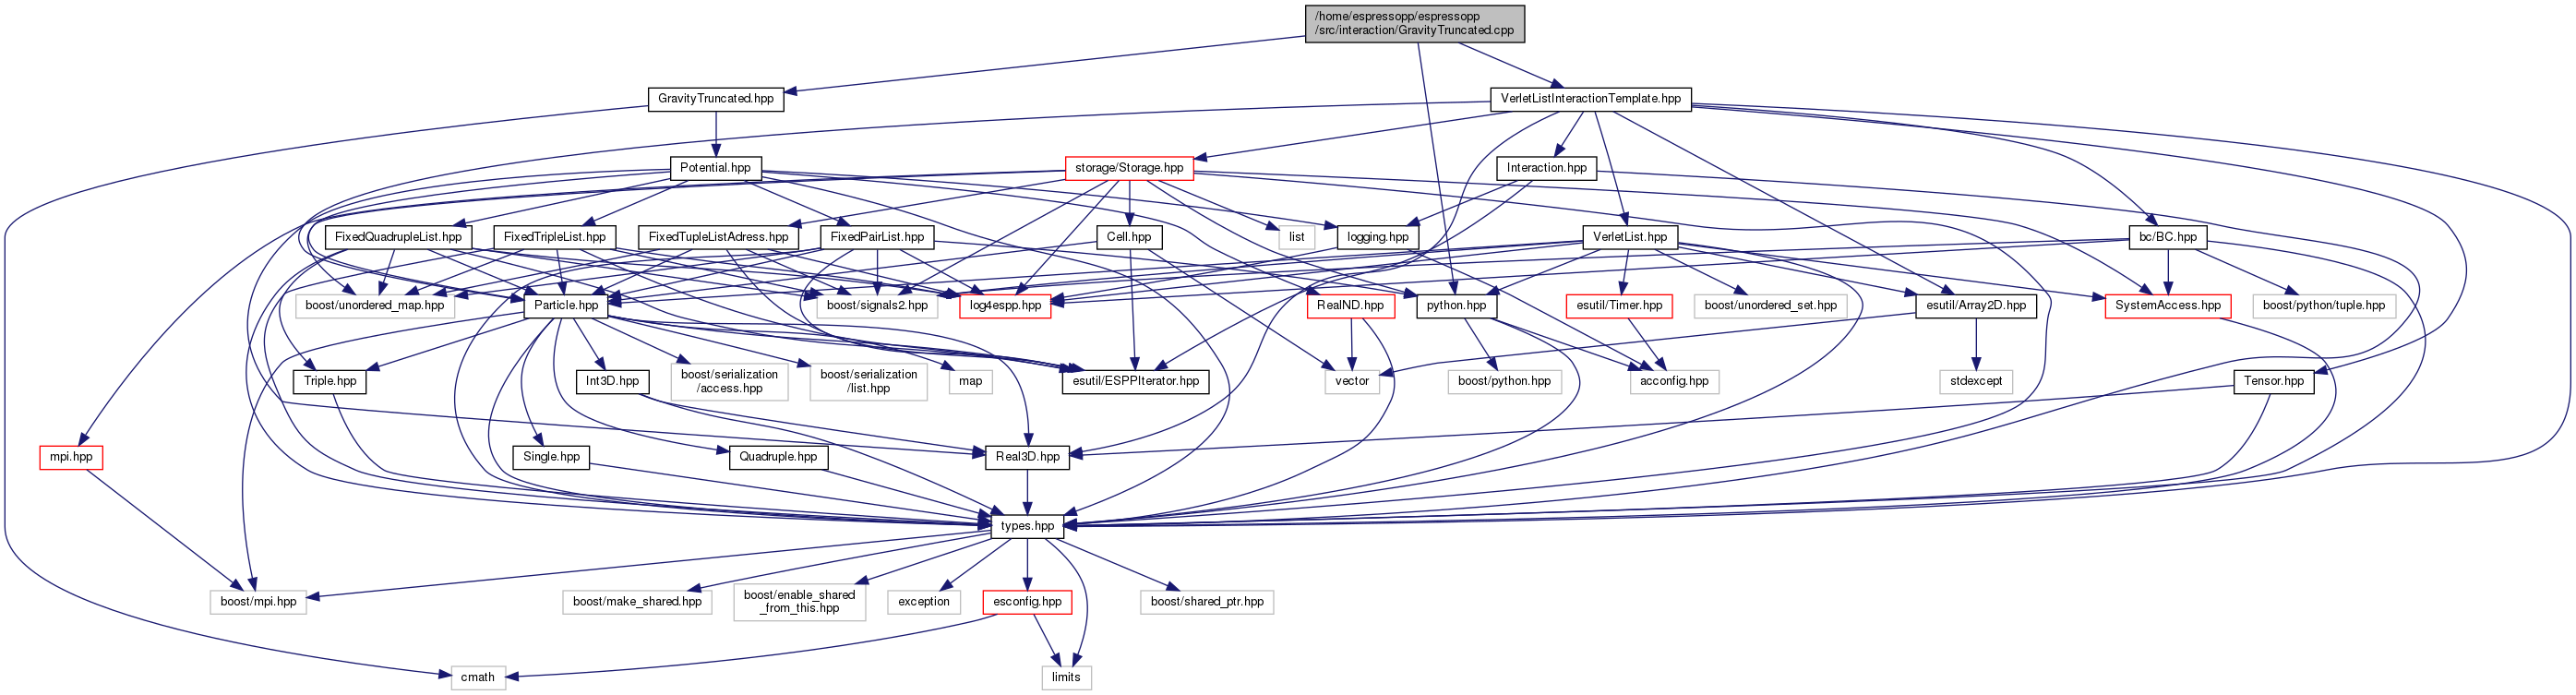 /home/espressopp/espressopp
/src/interaction/GravityTruncated.cpp
GravityTruncated.hpp
VerletListInteractionTemplate.hpp
Potential.hpp
storage/Storage.hpp
Interaction.hpp
FixedQuadrupleList.hpp
FixedTripleList.hpp
FixedTupleListAdress.hpp
FixedPairList.hpp
Cell.hpp
list
logging.hpp
VerletList.hpp
bc/BC.hpp
boost/unordered_map.hpp
Particle.hpp
boost/signals2.hpp
log4espp.hpp
RealND.hpp
python.hpp
esutil/Timer.hpp
boost/unordered_set.hpp
esutil/Array2D.hpp
SystemAccess.hpp
boost/python/tuple.hpp
Triple.hpp
Int3D.hpp
boost/serialization
/access.hpp
boost/serialization
/list.hpp
map
esutil/ESPPIterator.hpp
vector
boost/python.hpp
acconfig.hpp
stdexcept
Tensor.hpp
mpi.hpp
Single.hpp
Quadruple.hpp
Real3D.hpp
types.hpp
boost/mpi.hpp
boost/make_shared.hpp
boost/enable_shared
_from_this.hpp
exception
esconfig.hpp
boost/shared_ptr.hpp
cmath
limits